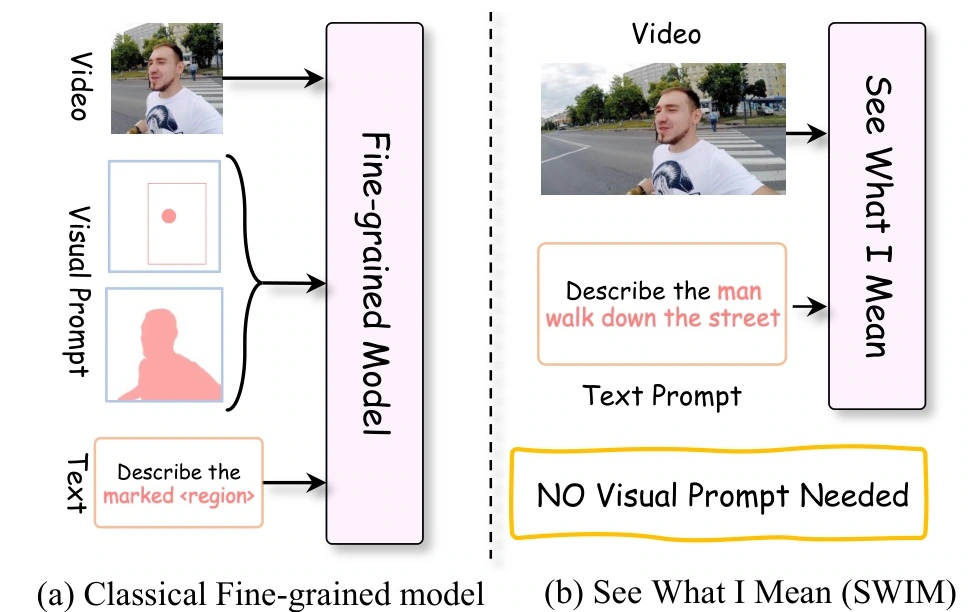 Video
Visual Prompt
Text
Describe the
marked <region>
Fine-grained Model
(a) Classical Fine-grained model
Video
Describe the man
walk down the street
Text Prompt
See What I Mean
NO Visual Prompt Needed
(b) See What I Mean (SWIM)